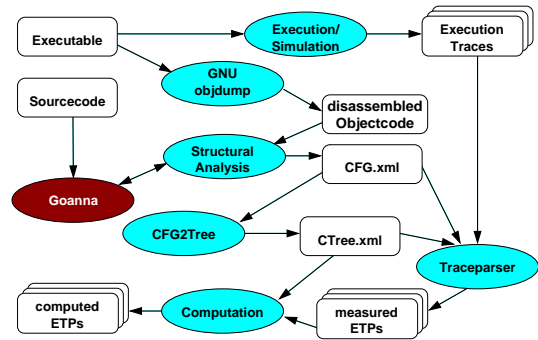 Executable
Execution/
Simulation
Execution
Traces
GNU
objdump
Sourcecode
disassembled
Objectcode
Structural
Analysis
CFG.xml
Goanna
CFG2Tree
CTree.xml
Traceparser
computed
ETPs
Computation
measured
ETPs